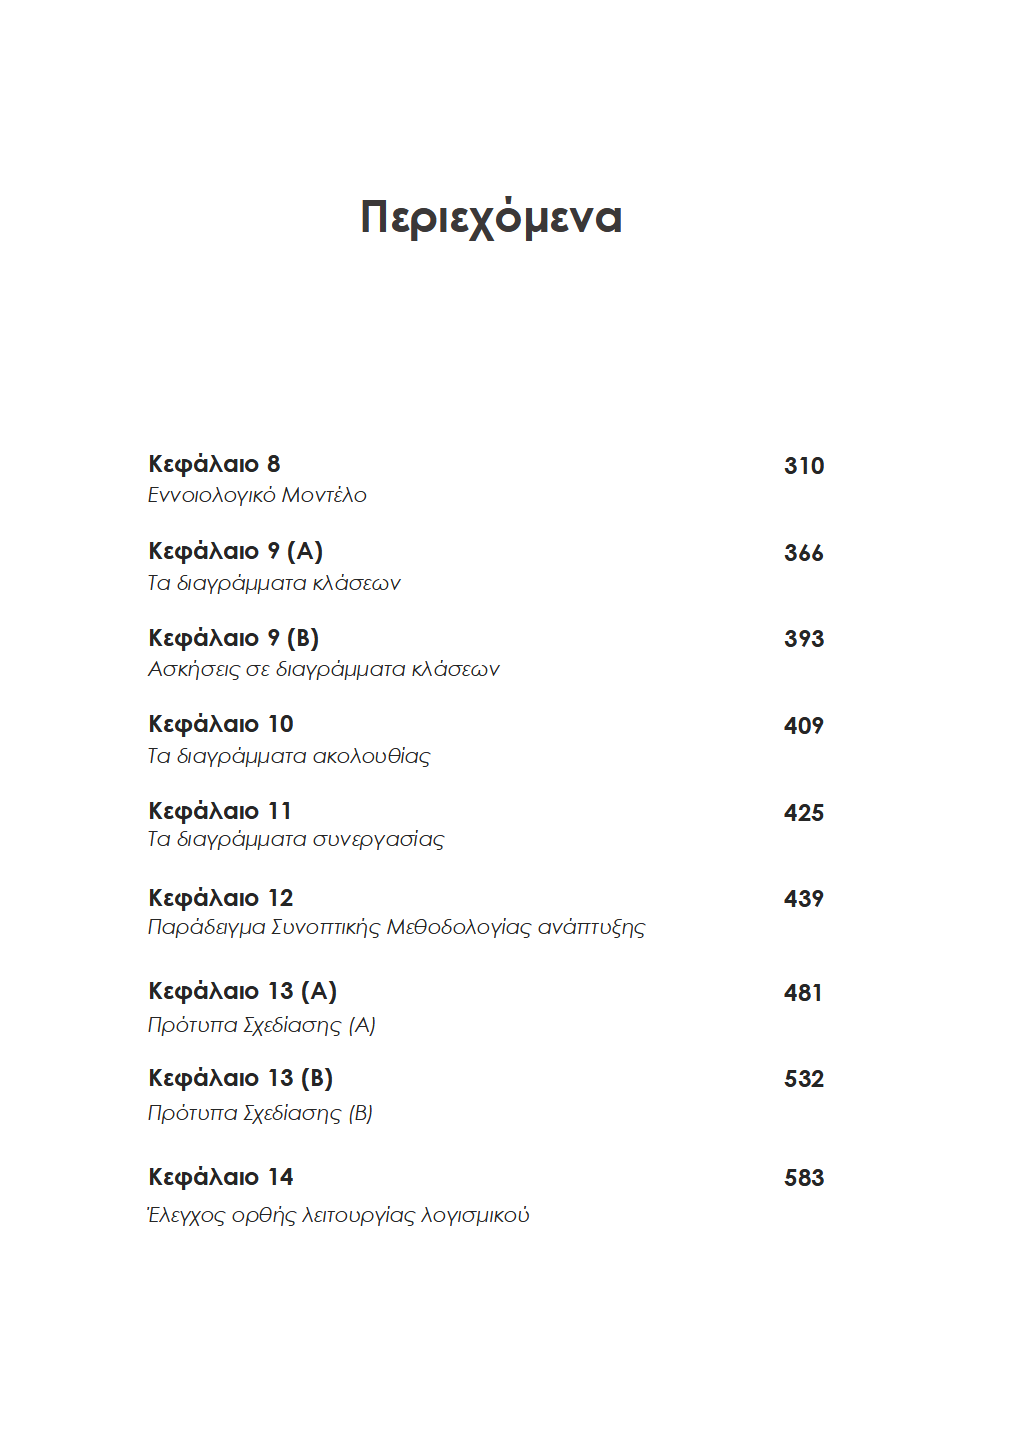 Περιεχόμενα
Κεφάλαιο 8 310
Εννοιολογικό Μοντέλο
Κεφάλαιο 9 (Α) 366
Τα διαγράμματα κλάσεων
Κεφάλαιο 9 (Β) 393
Ασκήσεις σε διαγράμματα κλάσεων
Κεφάλαιο 10 409
Τα διαγράμματα ακολουθίας
Κεφάλαιο 11 425
Τα διαγράμματα συνεργασίας
Κεφάλαιο 12 439
Παράδειγμα Συνοπτικής Μεθοδολογίας ανάπτυξης
Κεφάλαιο 13 (Α) 481
Πρότυπα Σχεδίασης (Α)
Κεφάλαιο 13 (Β) 532
Πρότυπα Σχεδίασης (Β)
Κεφάλαιο 14 583
Έλεγχος ορθής λειτουργίας λογισμικού